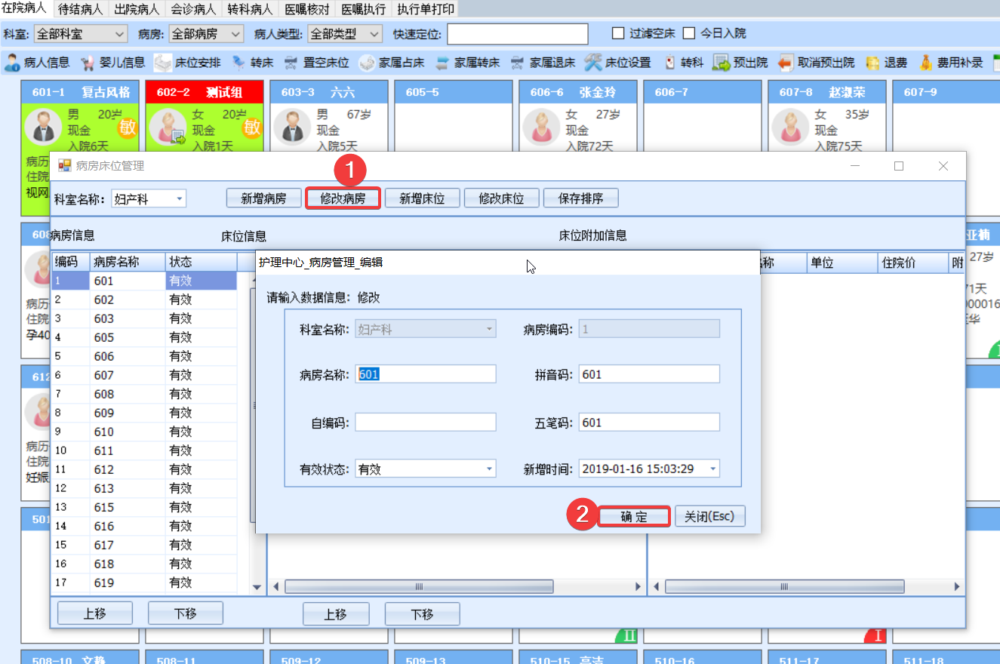 在院病人 待结病人 出院病人 会诊病人 转科病人 医嘱核对 医嘱执行 执行单打印
科室: 全部科室 病房: 全部病房 病人类型: 全部类型 快速定位: 过滤空床 今日入院
病人信息 婴儿信息 床位安排 转床 置空床位 家属占床 家属转床 家属退床 床位设置 转科 预出院 取消预出院 退费 费用补录
601-1 复古风格 602-2 测试组 603-3 六六 605-5 606-6 张金玲 606-7 607-8 赵淑荣 607-9
男 20岁 女 20岁 男 67岁 女 27岁 女 35岁
现金 敏 现金 敏 现金 现金 现金
入院6天 入院1天 入院5天 入院72天 入院75天
病历
住院
视网
病房床位管理
1
科室名称: 妇产科 新增病房 修改病房 新增床位 修改床位 保存排序
病房信息 床位信息 床位附加信息
编码 病房名称 状态 称 单位 住院价 附
1 601 有效
2 602 有效
3 603 有效
4 605 有效
5 606 有效
6 607 有效
7 608 有效
8 609 有效
9 610 有效
10 611 有效
11 612 有效
12 613 有效
13 615 有效
14 616 有效
15 617 有效
16 618 有效
17 619 有效
护理中心_病房管理_编辑
请输入数据信息: 修改
科室名称: 妇产科 病房编码: 1
病房名称: 601 拼音码: 601
自编码: 五笔码: 601
有效状态: 有效 新增时间: 2019-01-16 15:03:29
2 确 定 关闭(Esc)
上移 下移 上移 下移
608
病历
住院
孕40
27岁
71天
000016
华
612
病历
住院
妊娠
501
II I
508-10 文静 508-11 509-12 509-13 510-15 高洁 510-16 511-17 511-18